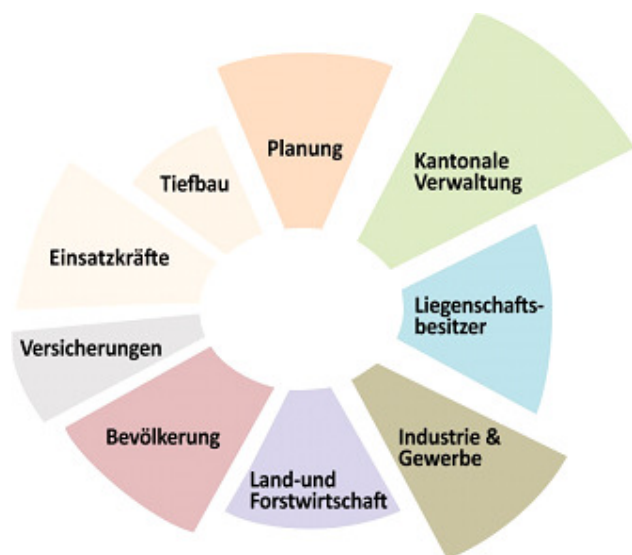 Planung
Kantonale
Verwaltung
Tiefbau
Einsatzkräfte
Liegenschafts-
besitzer
Versicherungen
Bevölkerung
Industrie &
Gewerbe
Land-und
Forstwirtschaft